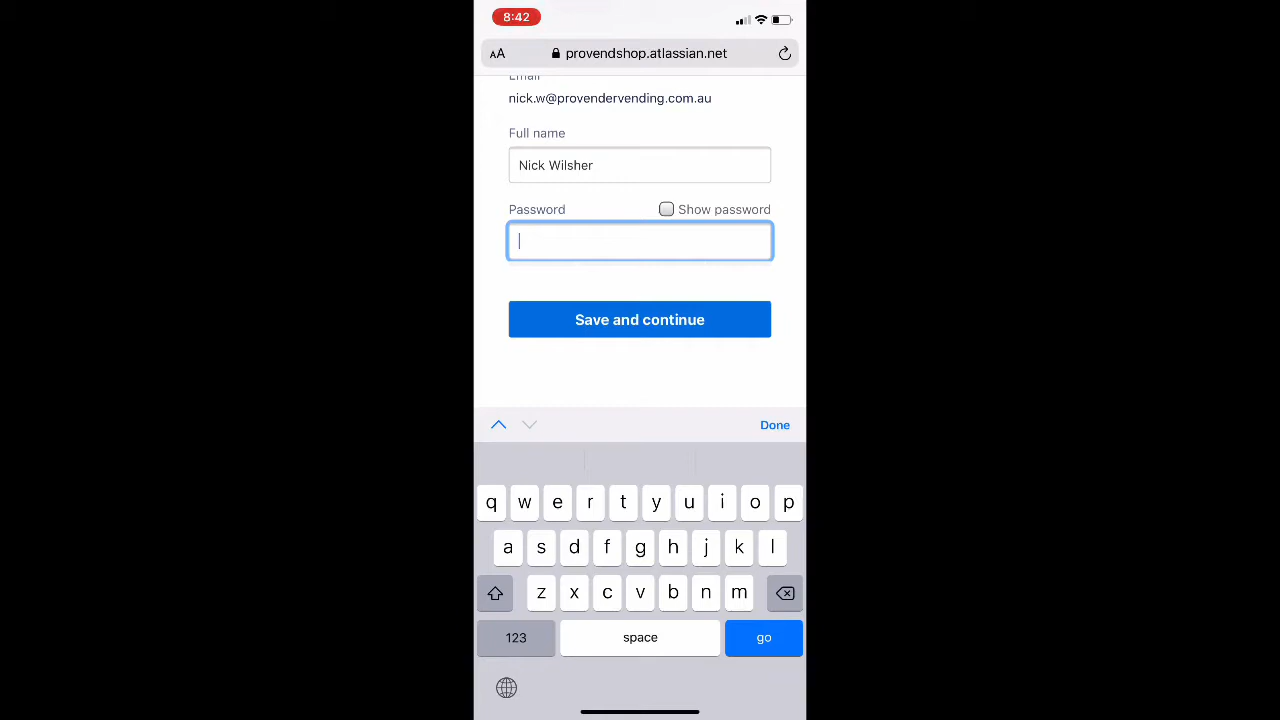 8:42
AA provendshop.atlassian.net
Email
nick.w@provendervending.com.au
Full name
Nick Wilsher
Password Show password
Save and continue
Done
q w e r t y u i o p
a s d f g h j k l
z x c v b n m
123 space go